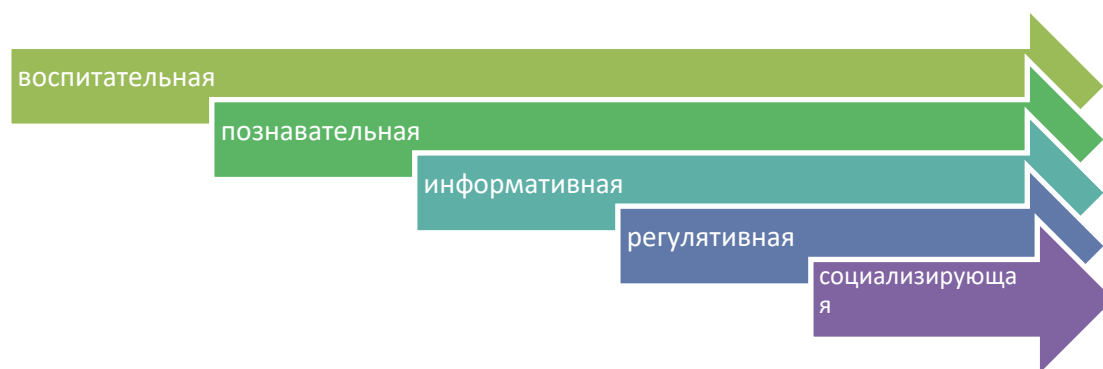 воспитательная
познавательная
информативная
регулятивная
социализирующа
я